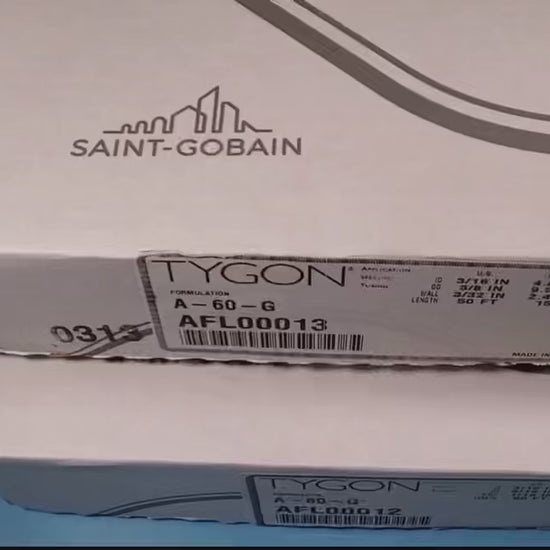 SAINT-GOBAIN
TYGON®
FORMULATION
A-60-G
AFL00013
APPLICATION
ID 3/16 IN
OD 3/8 IN
WALL 3/32 IN
LENGTH 50 FT
MADE IN
0313
TYGON
A-60-G
AFL00012